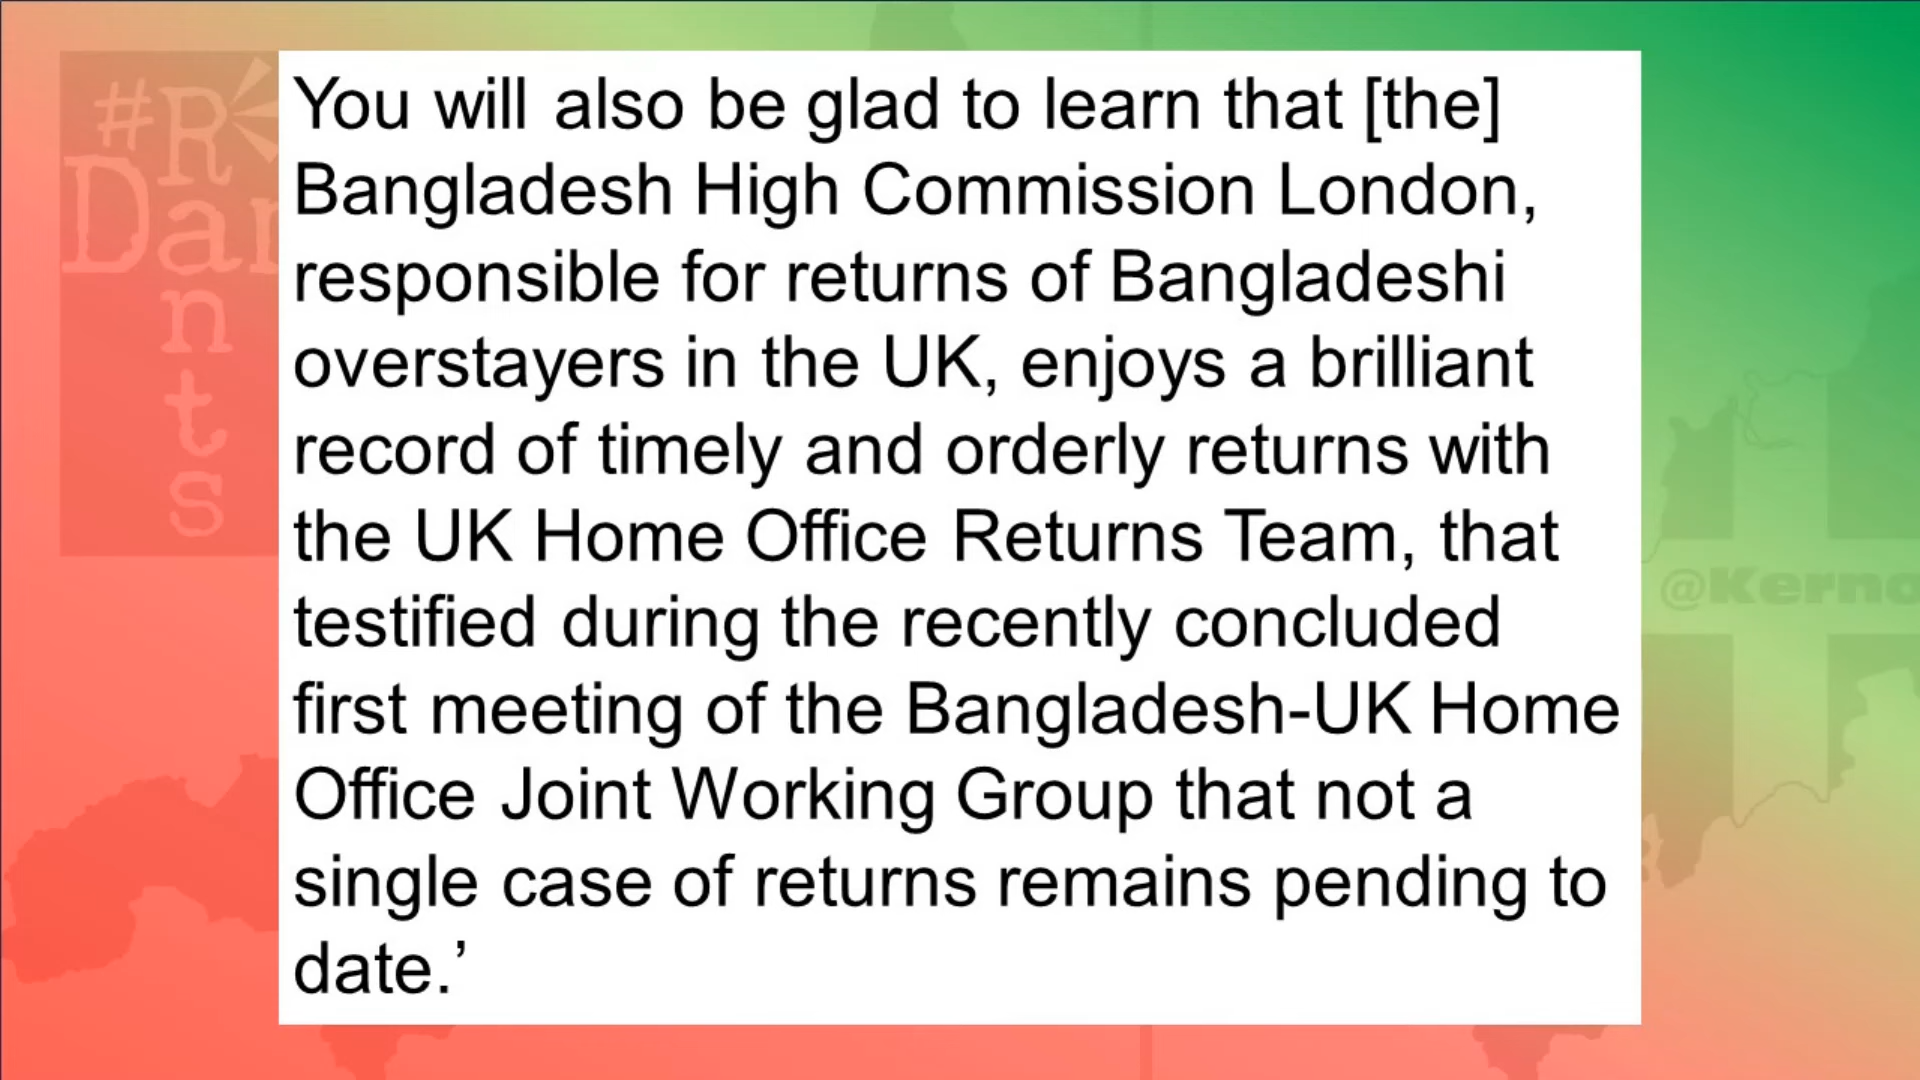 #R
Dan
n
t
s
You will also be glad to learn that [the]
Bangladesh High Commission London,
responsible for returns of Bangladeshi
overstayers in the UK, enjoys a brilliant
record of timely and orderly returns with
the UK Home Office Returns Team, that
testified during the recently concluded
first meeting of the Bangladesh-UK Home
Office Joint Working Group that not a
single case of returns remains pending to
date.’
@Kerno